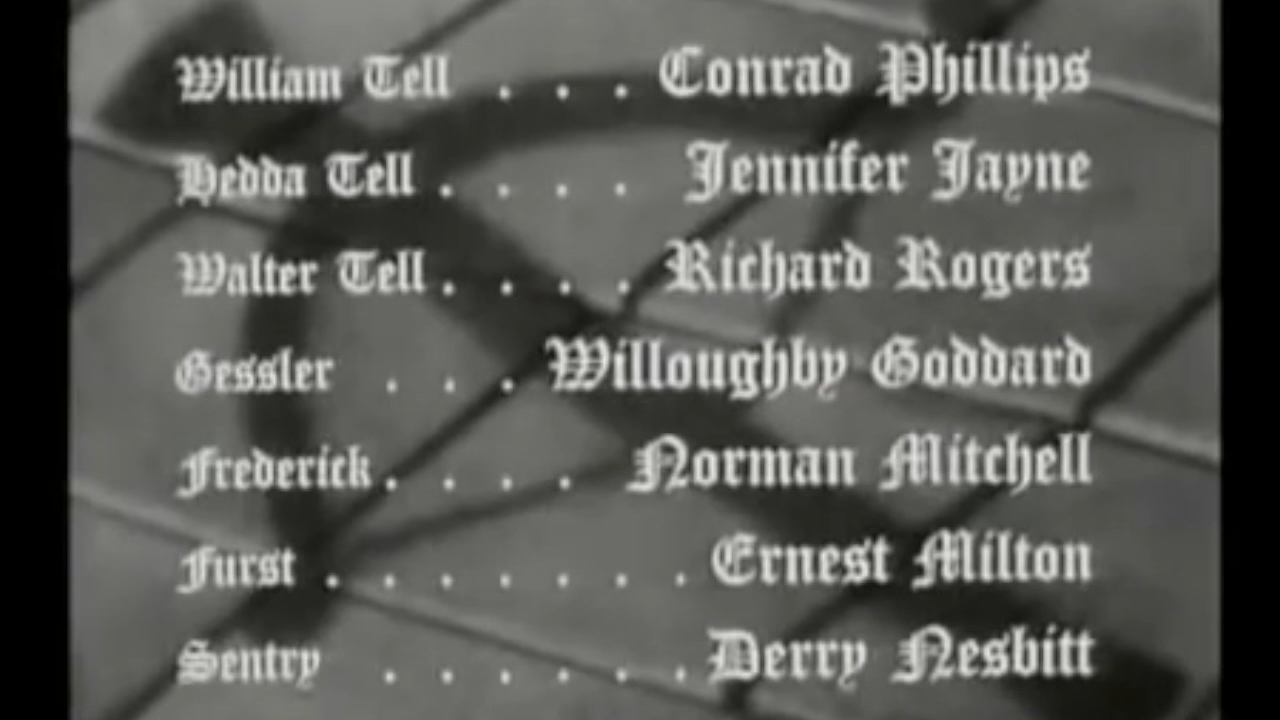 William Tell . . . Conrad Phillips
Hedda Tell . . . . Jennifer Jayne
Walter Tell . . . . Richard Rogers
Gessler . . . Willoughby Goddard
Frederick . . . . Norman Mitchell
Furst . . . . . . . Ernest Milton
Sentry . . . . . . Derry Nesbitt